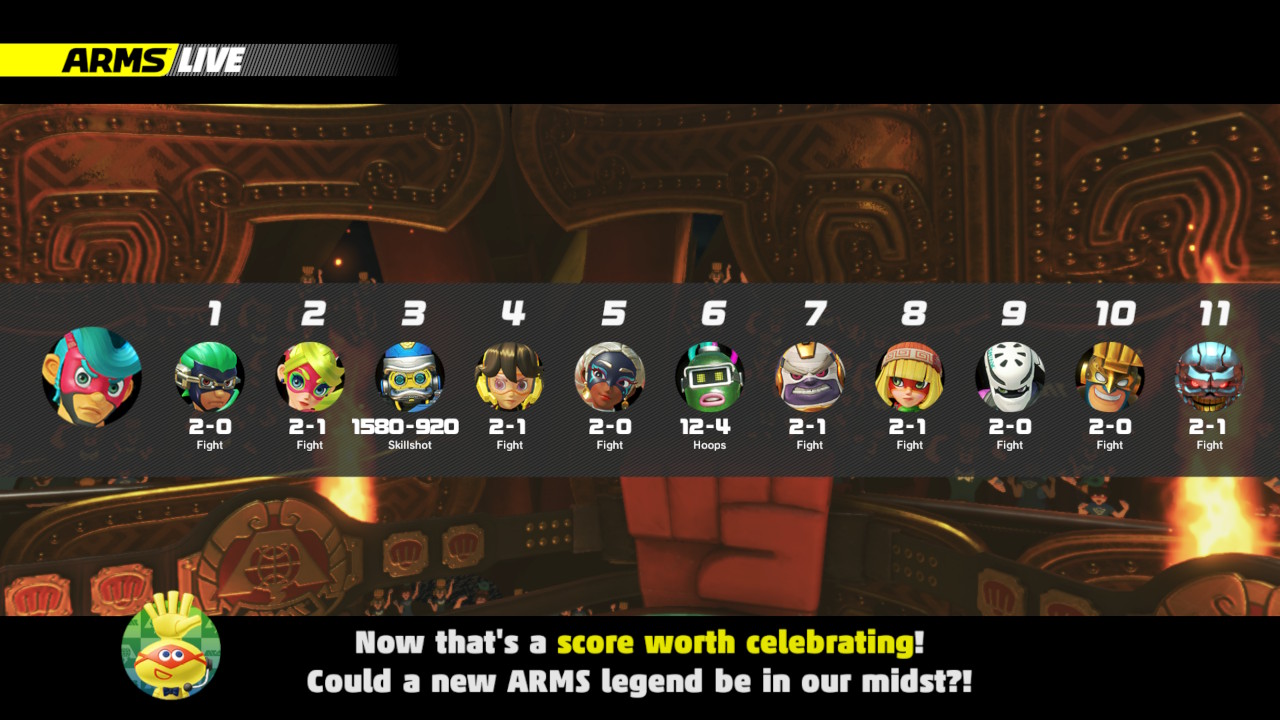 ARMS LIVE
1 2 3 4 5 6 7 8 9 10 11
2-0 2-1 1580-920 2-1 2-0 12-4 2-1 2-1 2-0 2-0 2-1
Fight Fight Skillshot Fight Fight Hoops Fight Fight Fight Fight Fight
Now that's a score worth celebrating!
Could a new ARMS legend be in our midst?!